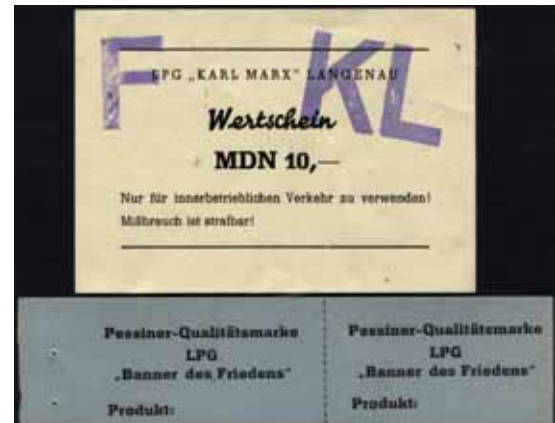 F KL
LPG „KARL MARX“ LANGENAU
Wertschein
MDN 10,—
Nur für innerbetrieblichen Verkehr zu verwenden!
Mißbrauch ist strafbar!
Pessiner-Qualitätsmarke
LPG
„Banner des Friedens“
Produkt:
Pessiner-Qualitätsmarke
LPG
„Banner des Friedens“
Produkt: